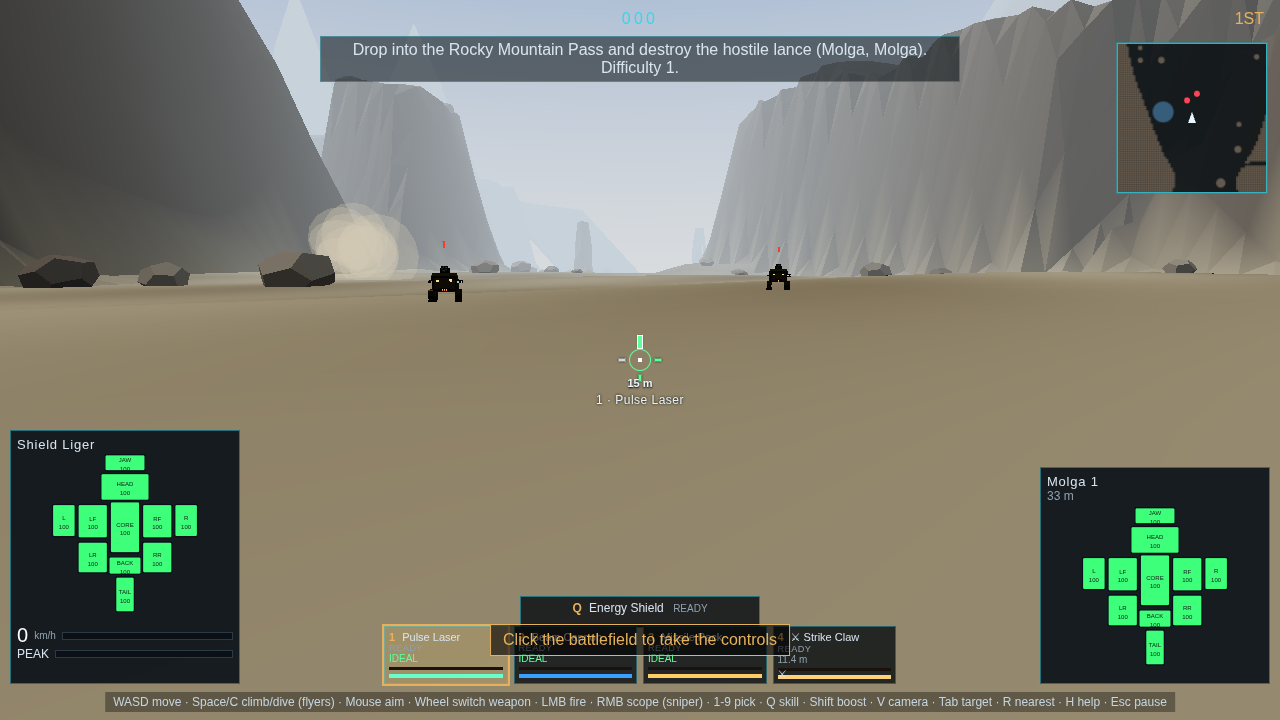 000
1ST
Drop into the Rocky Mountain Pass and destroy the hostile lance (Molga, Molga).
Difficulty 1.
15 m
1 · Pulse Laser
Shield Liger
JAW
100
HEAD
100
L
100
LF
100
CORE
100
RF
100
R
100
LR
100
BACK
100
RR
100
TAIL
100
0 km/h
PEAK
Molga 1
33 m
JAW
100
HEAD
100
L
100
LF
100
CORE
100
RF
100
R
100
LR
100
BACK
100
RR
100
TAIL
100
Q Energy Shield READY
1 Pulse Laser
READY
IDEAL
Click the battlefield to take the controls
READY
IDEAL
READY
IDEAL
4 ⚔ Strike Claw
READY
11.4 m
WASD move · Space/C climb/dive (flyers) · Mouse aim · Wheel switch weapon · LMB fire · RMB scope (sniper) · 1-9 pick · Q skill · Shift boost · V camera · Tab target · R nearest · H help · Esc pause